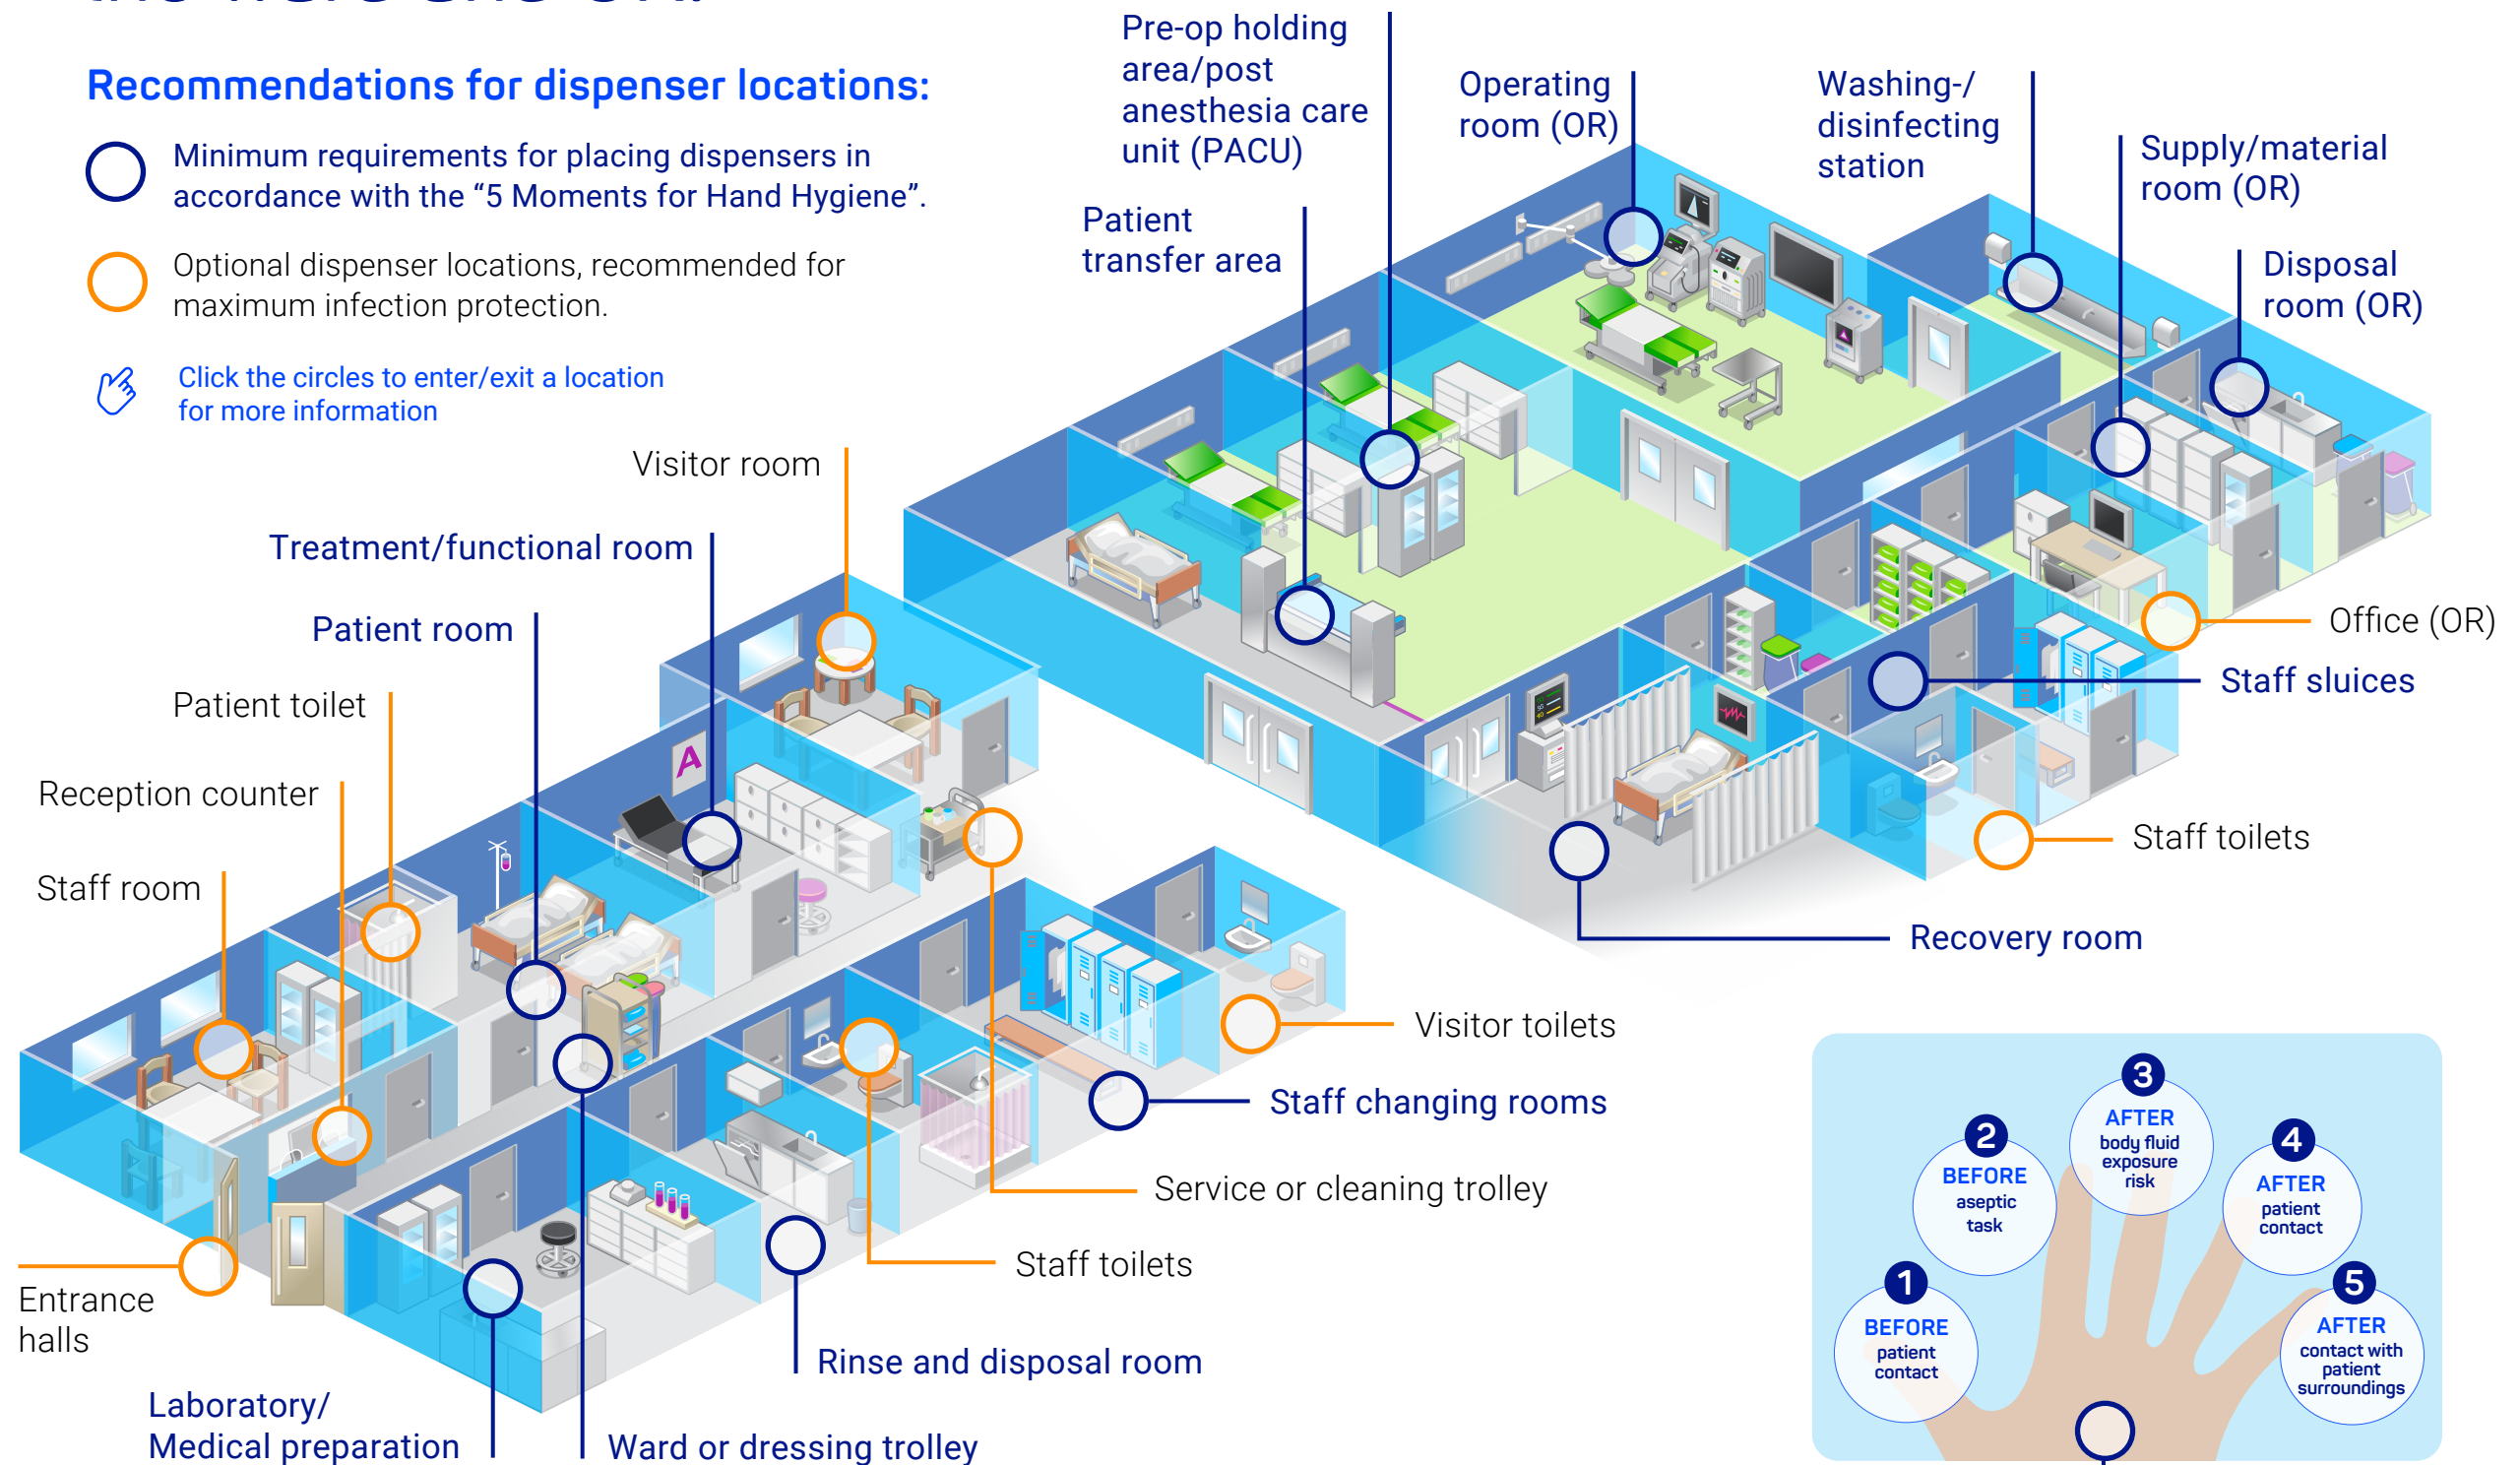 Recommendations for dispenser locations:
Minimum requirements for placing dispensers in
accordance with the “5 Moments for Hand Hygiene”.
Optional dispenser locations, recommended for
maximum infection protection.
Click the circles to enter/exit a location
for more information
Pre-op holding
area/post
anesthesia care
unit (PACU)
Operating
room (OR)
Washing-/
disinfecting
station
Supply/material
room (OR)
Disposal
room (OR)
Patient
transfer area
Visitor room
Treatment/functional room
Patient room
Patient toilet
Reception counter
Staff room
A
Office (OR)
Staff sluices
Staff toilets
Recovery room
Visitor toilets
Staff changing rooms
Service or cleaning trolley
Staff toilets
Rinse and disposal room
Entrance
halls
Laboratory/
Medical preparation
Ward or dressing trolley
1
BEFORE
patient
contact
2
BEFORE
aseptic
task
3
AFTER
body fluid
exposure
risk
4
AFTER
patient
contact
5
AFTER
contact with
patient
surroundings